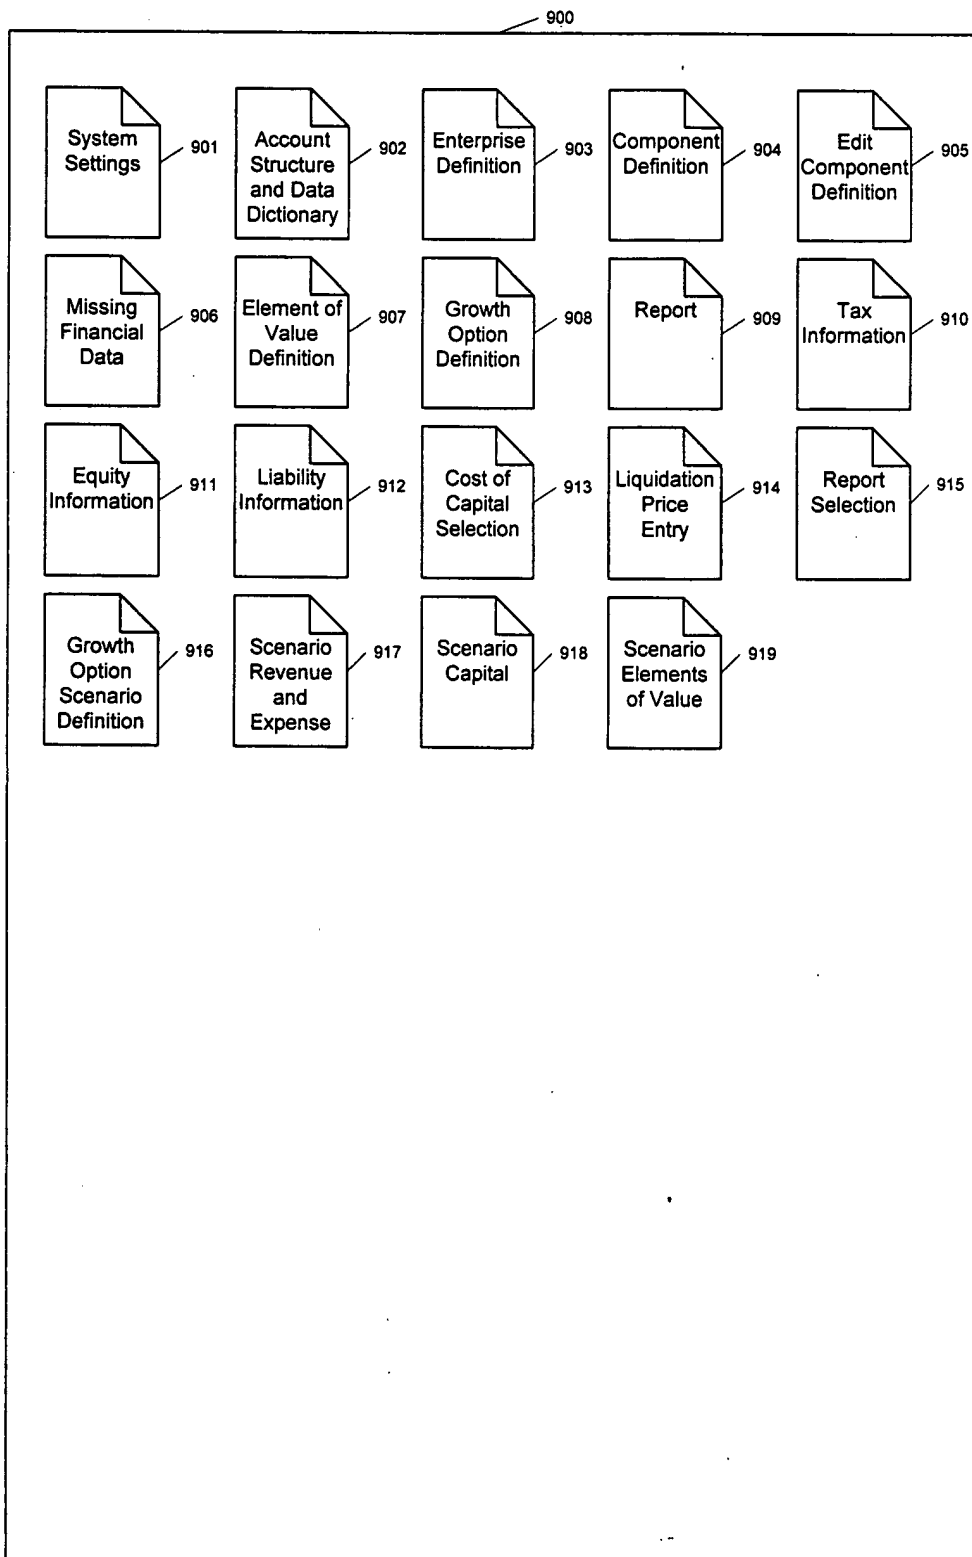 900
System
Settings
901
Account
Structure
and Data
Dictionary
902
Enterprise
Definition
903
Component
Definition
904
Edit
Component
Definition
905
Missing
Financial
Data
906
Element of
Value
Definition
907
Growth
Option
Definition
908
Report
909
Tax
Information
910
Equity
Information
911
Liability
Information
912
Cost of
Capital
Selection
913
Liquidation
Price
Entry
914
Report
Selection
915
Growth
Option
Scenario
Definition
916
Scenario
Revenue
and
Expense
917
Scenario
Capital
918
Scenario
Elements
of Value
919